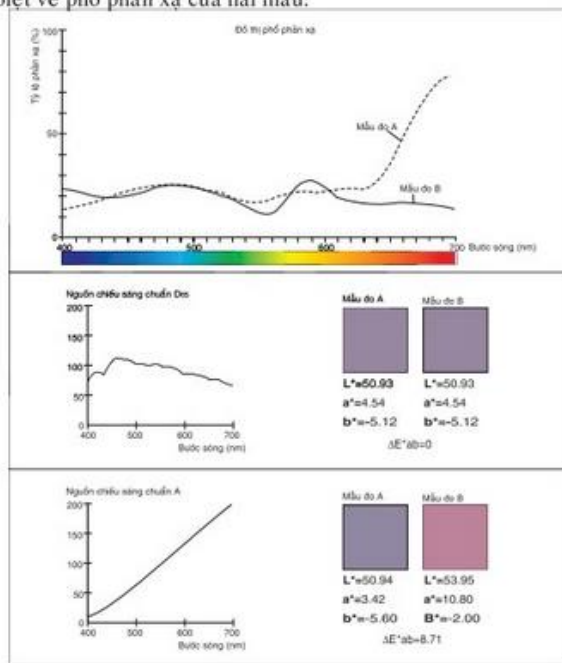 biệt về phổ phản xạ của hai mẫu.
Đồ thị phổ phản xạ
Tỷ lệ phản xạ (%)
100
50
0
Mẫu đo A
Mẫu đo B
400 500 600 700 Bước sóng (nm)
Nguồn chiếu sáng chuẩn D65
200
150
100
50
0
400 500 600 700
Bước sóng (nm)
Mẫu đo A Mẫu đo B
L*=50.93 L*=50.93
a*=4.54 a*=4.54
b*=-5.12 b*=-5.12
ΔE*ab=0
Nguồn chiếu sáng chuẩn A
200
150
100
50
0
400 500 600 700
Bước sóng (nm)
Mẫu đo A Mẫu đo B
L*=50.94 L*=53.95
a*=3.42 a*=10.80
b*=-5.60 B*=-2.00
ΔE*ab=8.71